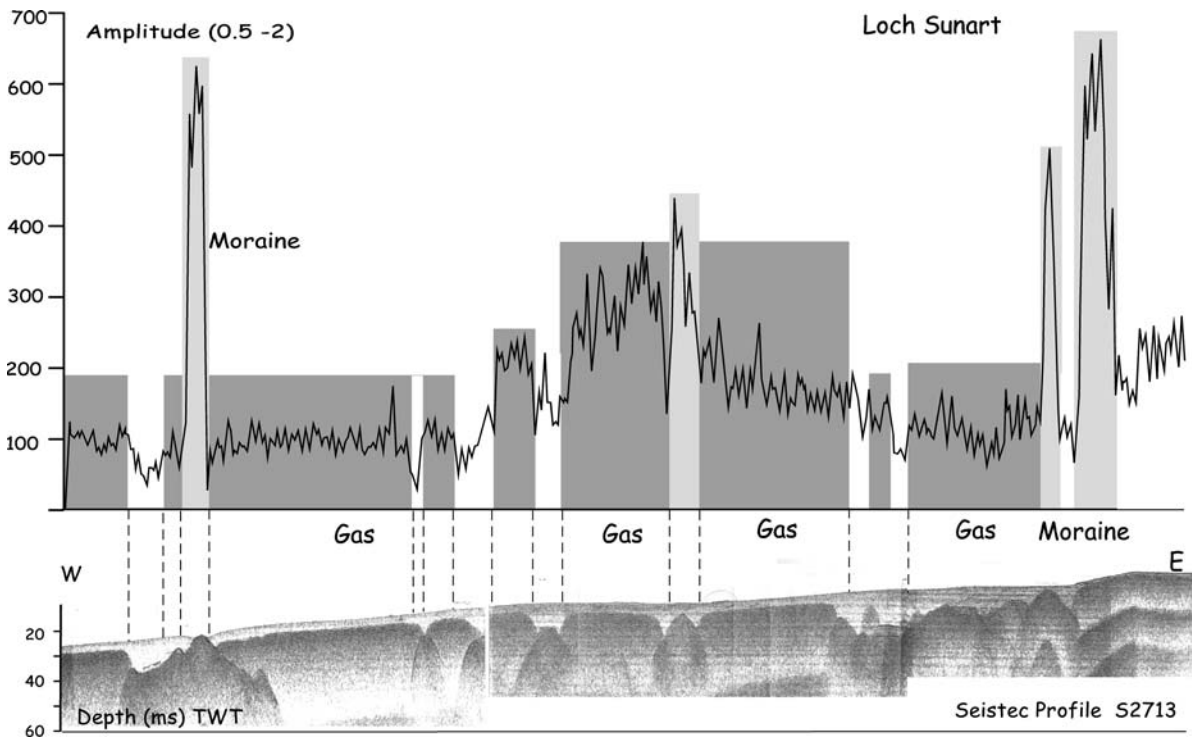 700
Amplitude (0.5 -2)
Loch Sunart
600
500
400
Moraine
300
200
100
Gas
Gas
Gas
Gas
Moraine
W
E
20
40
Depth (ms) TWT
Seistec Profile S2713
60